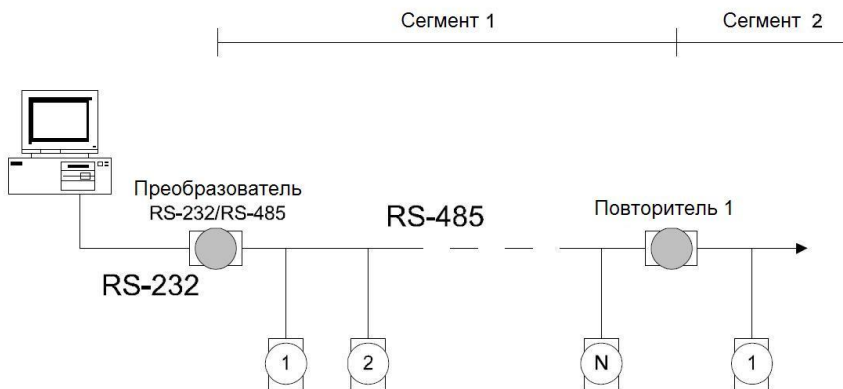 Сегмент 1
Сегмент 2
Преобразователь
RS-232/RS-485
RS-485
Повторитель 1
RS-232
1
2
N
1